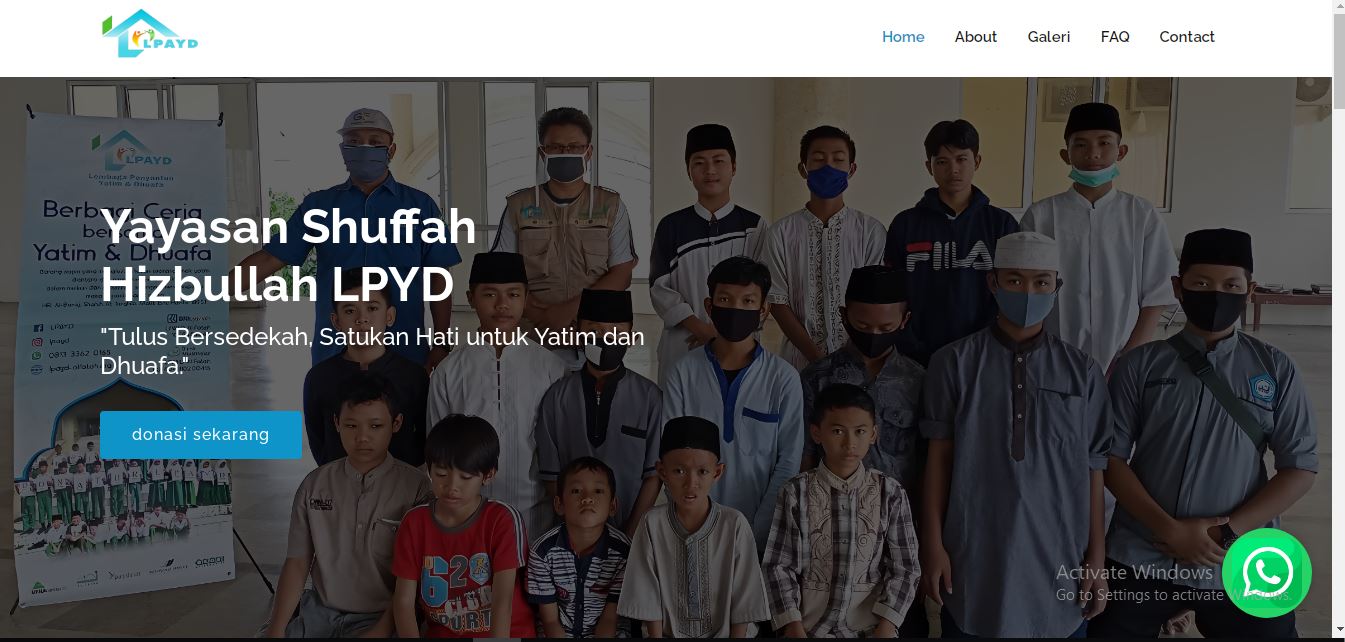 LPAYD
Home About Galeri FAQ Contact
LPAYD
Lembaga Penyantun
Yatim & Dhuafa
Berbagi Ceria
Yatim & Dhuafa
Yayasan Shuffah
Hizbullah LPYD
"Tulus Bersedekah, Satukan Hati untuk Yatim dan
Dhuafa."
donasi sekarang
FILA
Activate Windows
Go to Settings to activate Windows.